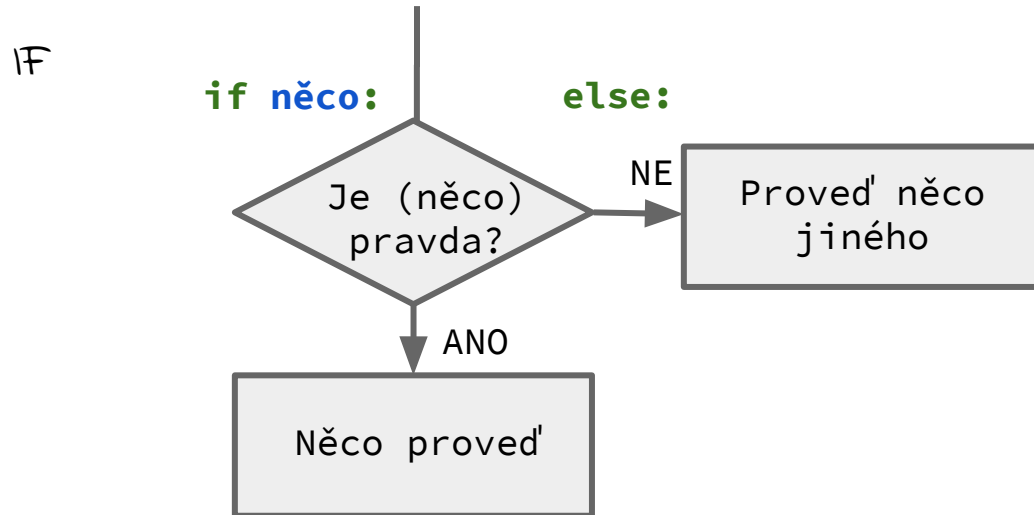 IF
if něco:
else:
Je (něco)
pravda?
NE
Proveď něco
jiného
ANO
Něco proveď